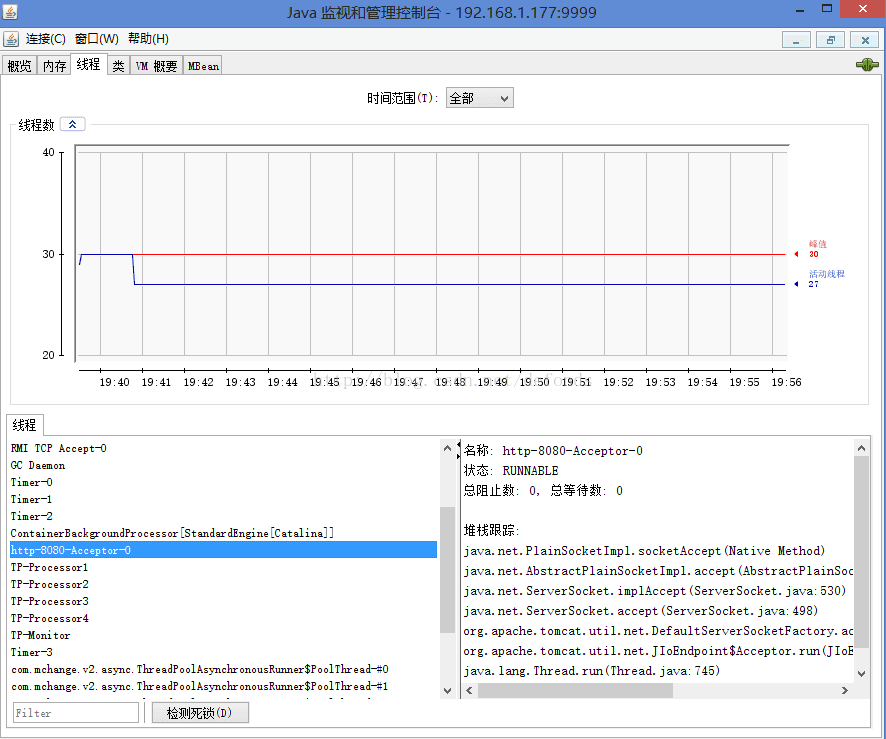 Java 监视和管理控制台 - 192.168.1.177:9999
连接(C) 窗口(W) 帮助(H)
概览 内存 线程 类 VM 概要 MBean
时间范围(T): 全部
线程数
40
30
20
峰值
30
活动线程
27
19:40 19:41 19:42 19:43 19:44 19:45 19:46 19:47 19:48 19:49 19:50 19:51 19:52 19:53 19:54 19:55 19:56
线程
RMI TCP Accept-0
GC Daemon
Timer-0
Timer-1
Timer-2
ContainerBackgroundProcessor[StandardEngine[Catalina]]
http-8080-Acceptor-0
TP-Processor1
TP-Processor2
TP-Processor3
TP-Processor4
TP-Monitor
Timer-3
com.mchange.v2.async.ThreadPoolAsynchronousRunner$PoolThread-#0
com.mchange.v2.async.ThreadPoolAsynchronousRunner$PoolThread-#1
Filter 检测死锁(D)
名称: http-8080-Acceptor-0
状态: RUNNABLE
总阻止数: 0, 总等待数: 0
堆栈跟踪:
java.net.PlainSocketImpl.socketAccept(Native Method)
java.net.AbstractPlainSocketImpl.accept(AbstractPlainSoc
java.net.ServerSocket.implAccept(ServerSocket.java:530)
java.net.ServerSocket.accept(ServerSocket.java:498)
org.apache.tomcat.util.net.DefaultServerSocketFactory.ac
org.apache.tomcat.util.net.JIoEndpoint$Acceptor.run(JIoE
java.lang.Thread.run(Thread.java:745)